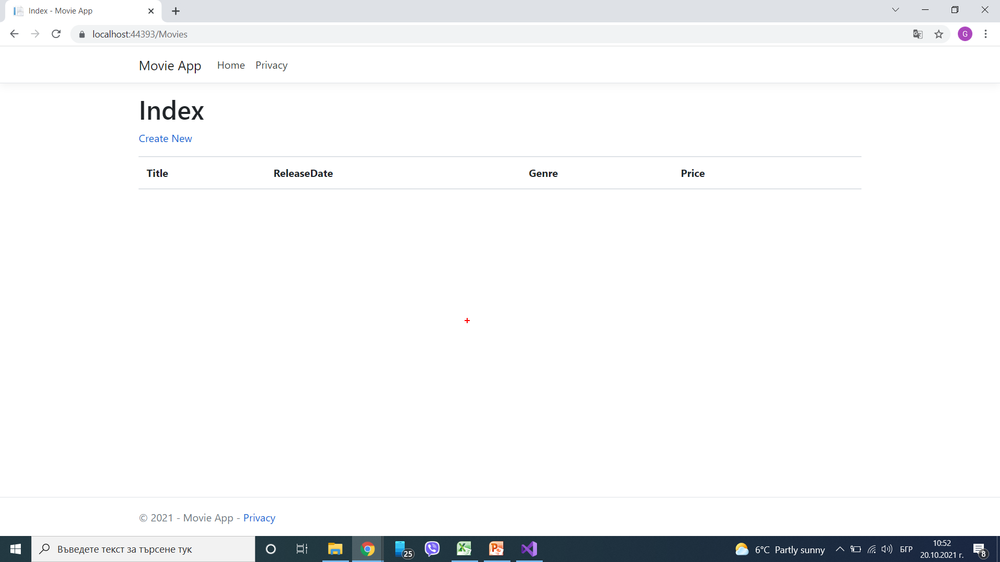 Index - Movie App
localhost:44393/Movies
G
Movie App Home Privacy
Index
Create New
Title ReleaseDate Genre Price
© 2021 - Movie App - Privacy
Въведете текст за търсене тук
25
6°C Partly sunny
БГР
10:52
20.10.2021 г.
8